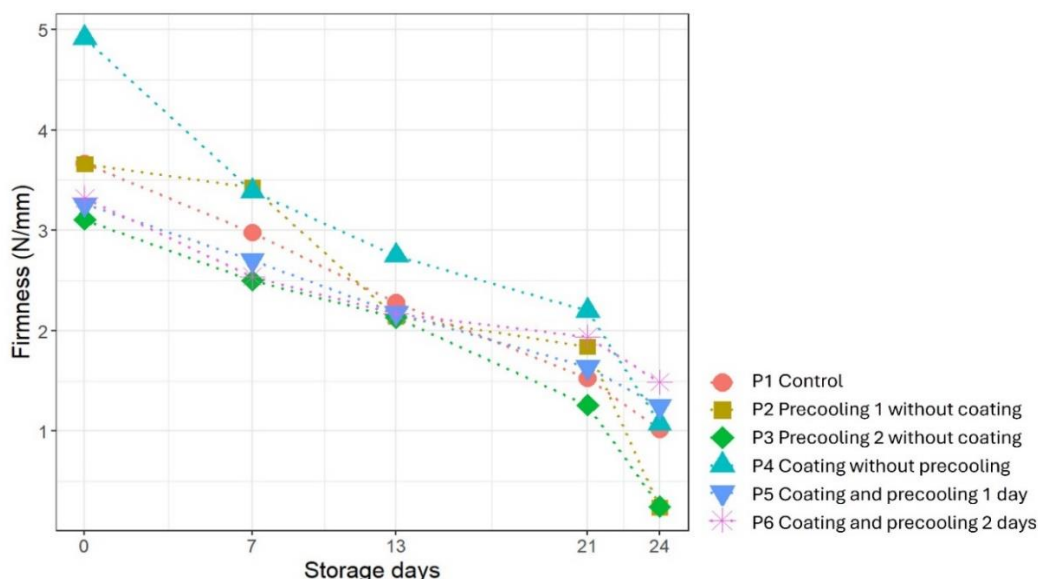 Firmness (N/mm)
5
4
3
2
1
0
7
13
21
24
Storage days
P1 Control
P2 Precooling 1 without coating
P3 Precooling 2 without coating
P4 Coating without precooling
P5 Coating and precooling 1 day
P6 Coating and precooling 2 days